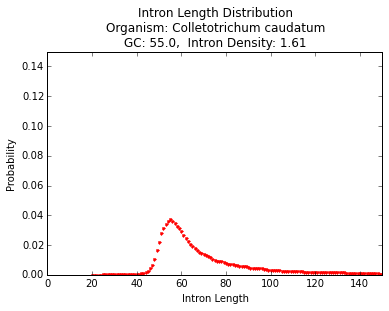 Intron Length Distribution
Organism: Colletotrichum caudatum
GC: 55.0,  Intron Density: 1.61
0.14
0.12
0.10
0.08
0.06
0.04
0.02
0.00
Probability
0 20 40 60 80 100 120 140
Intron Length